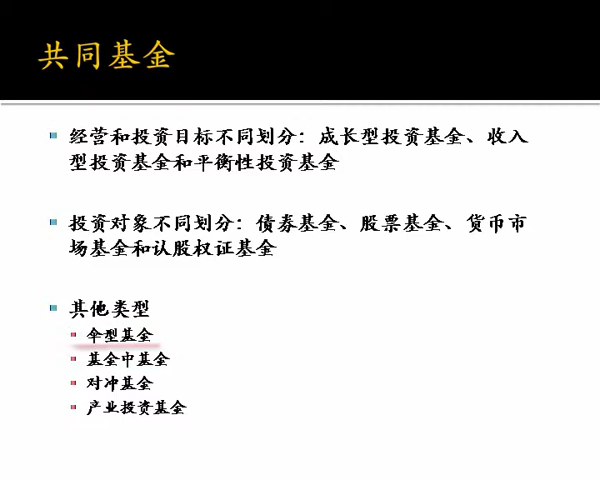 共同基金
经营和投资目标不同划分：成长型投资基金、收入
型投资基金和平衡性投资基金
投资对象不同划分：债券基金、股票基金、货币市
场基金和认股权证基金
其他类型
伞型基金
基金中基金
对冲基金
产业投资基金